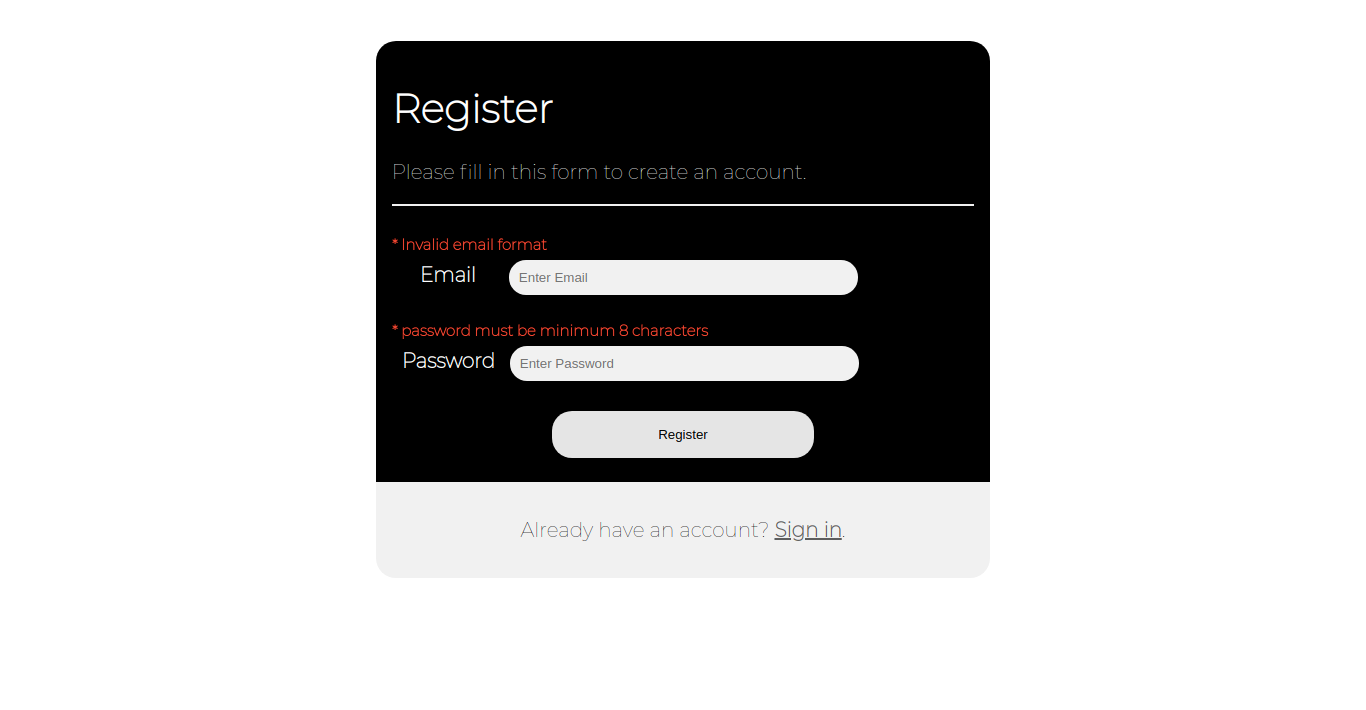 Register
Please fill in this form to create an account.
* Invalid email format
Email Enter Email
* password must be minimum 8 characters
Password Enter Password
Register
Already have an account? Sign in.